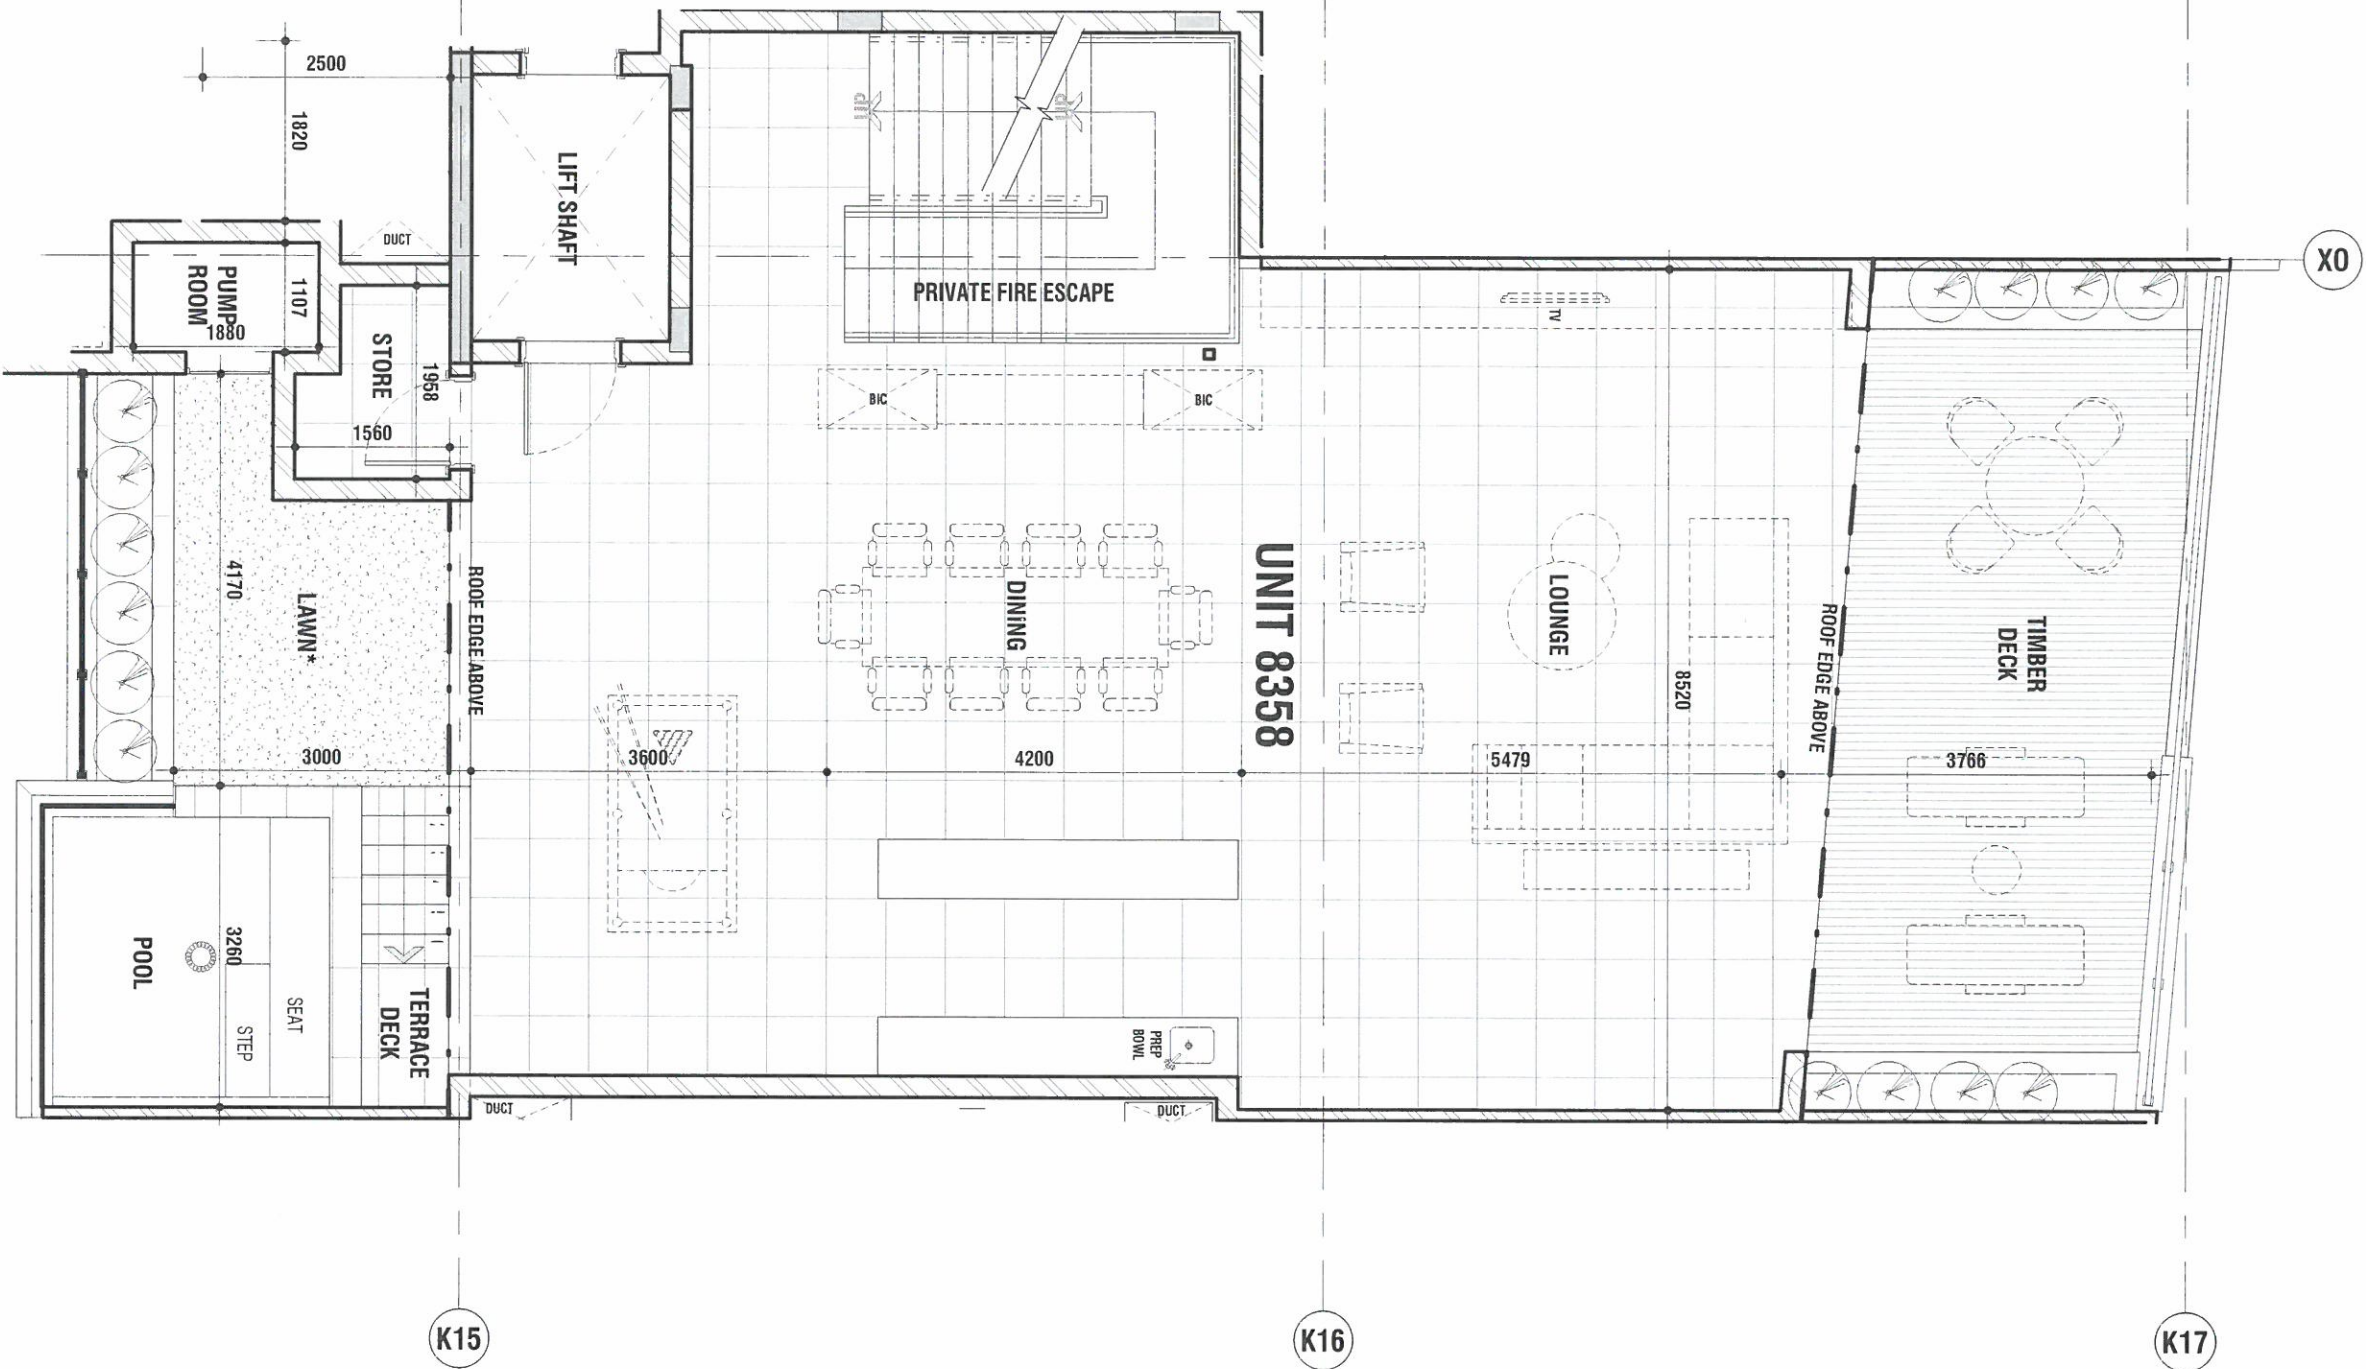 2500
1820
LIFT SHAFT
UP
UP
DUCT
PUMP
ROOM
1107
1880
STORE
1958
1560
PRIVATE FIRE ESCAPE
TV
X0
BIC
BIC
4170
LAWN*
ROOF EDGE ABOVE
DINING
UNIT 8358
LOUNGE
8520
ROOF EDGE ABOVE
TIMBER
DECK
3000
3600
4200
5479
3766
POOL
3260
SEAT
STEP
TERRACE
DECK
PREP
BOWL
DUCT
DUCT
K15
K16
K17